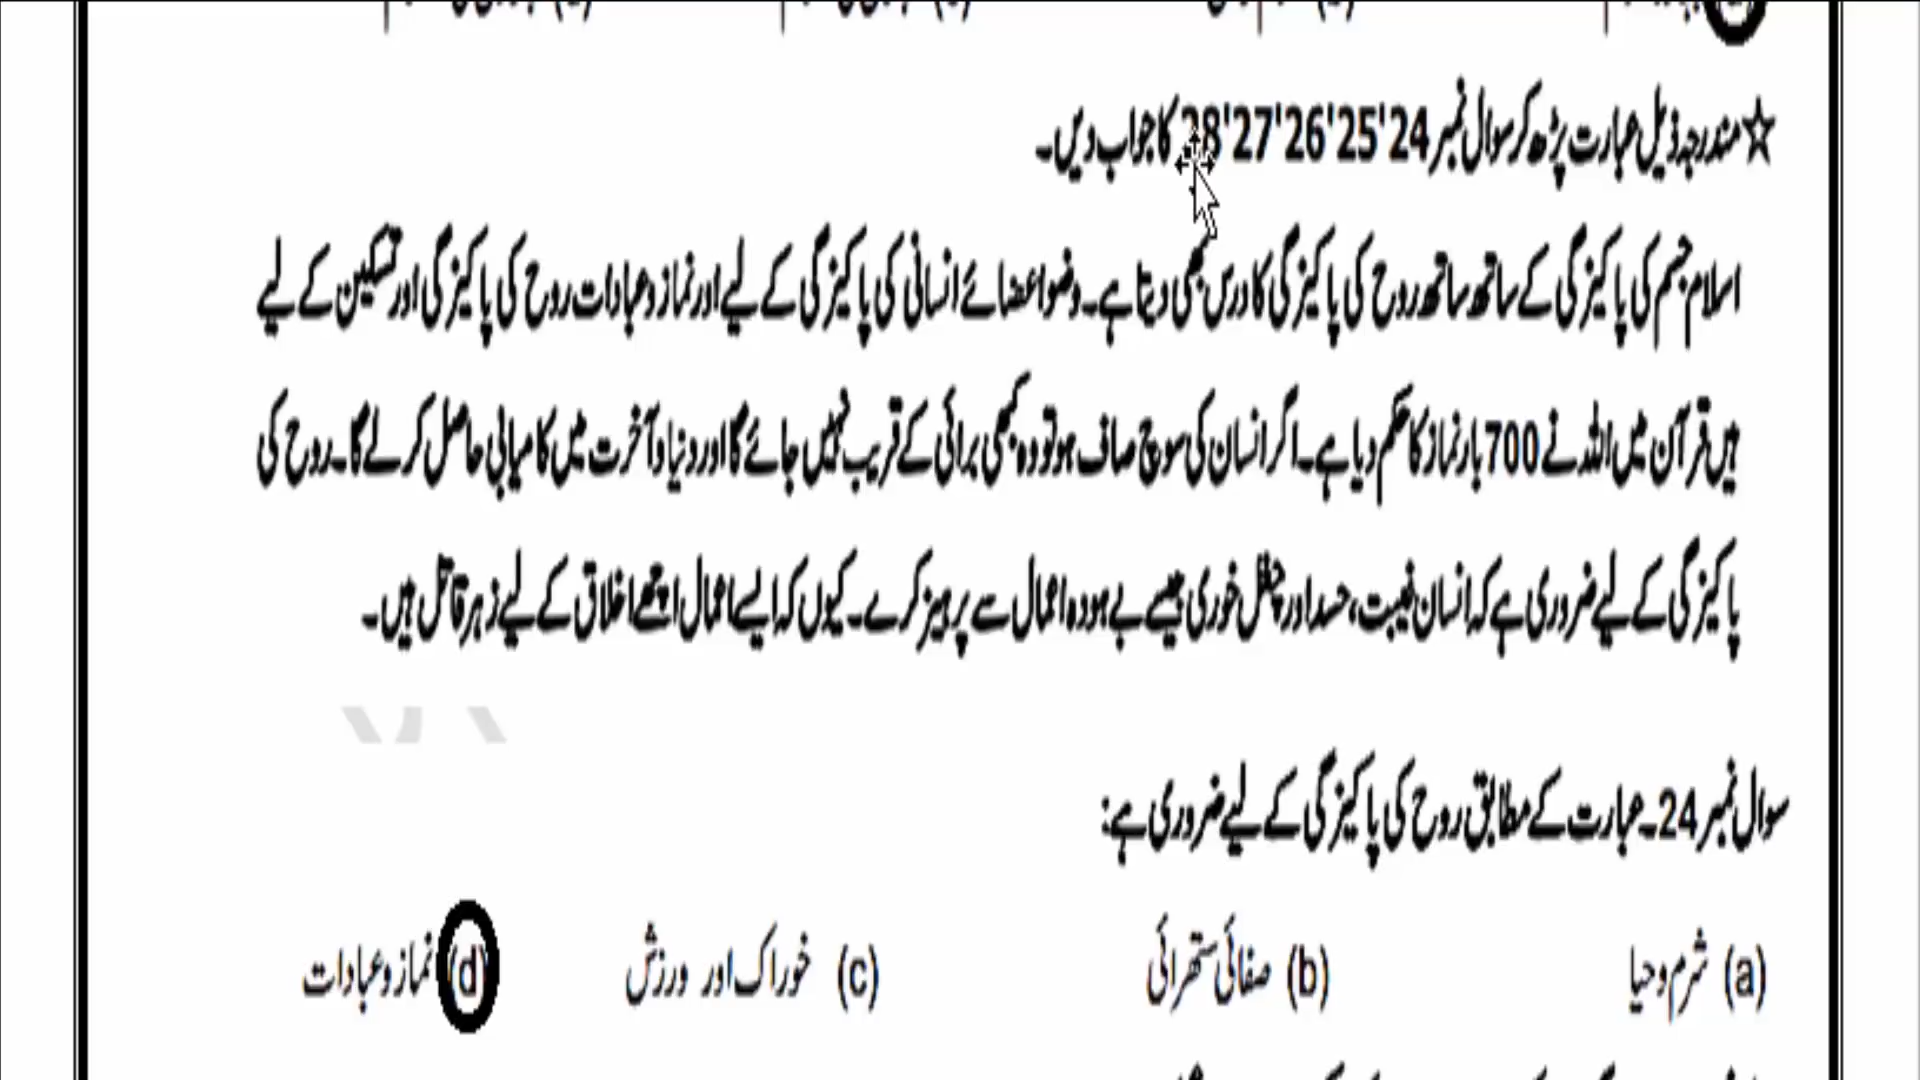 ☆مندرجہ ذیل عبارت پڑھ کر سوال نمبر 24'25'26'27'28 کا جواب دیں۔
اسلام جسم کی پاکیزگی کے ساتھ ساتھ روح کی پاکیزگی کا درس بھی دیتا ہے۔ وضو اعضائے انسانی کی پاکیزگی کے لیے اور نماز و عبادات روح کی پاکیزگی اور تسکین کے لیے
ہیں قرآن میں اللہ نے 700 بار نماز کا حکم دیا ہے۔ اگر انسان کی سوچ صاف ہو تو وہ کبھی برائی کے قریب نہیں جائے گا اور دنیا و آخرت میں کامیابی حاصل کر لے گا۔ روح کی
پاکیزگی کے لیے ضروری ہے کہ انسان غیبت، حسد اور چغل خوری جیسے بے ہودہ اعمال سے پرہیز کرے۔ کیوں کہ ایسے اعمال اچھے اخلاق کے لیے زہر قاتل ہیں۔
سوال نمبر 24۔ عبارت کے مطابق روح کی پاکیزگی کے لیے ضروری ہے:
(a) شرم و حیا (b) صفائی ستھرائی (c) خوراک اور ورزش (d) نماز و عبادات